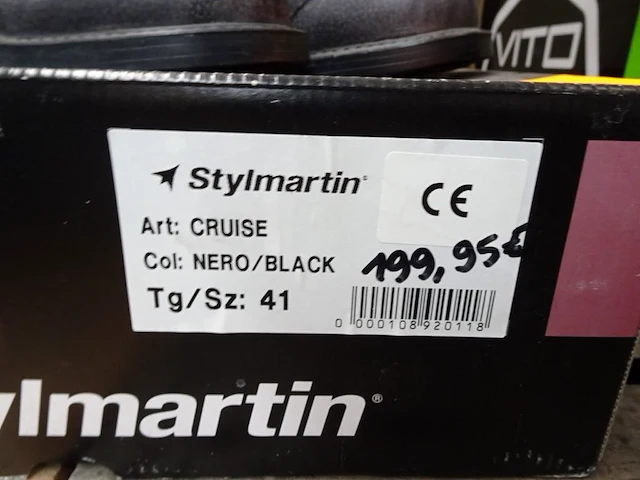 VITO
Stylmartin
CE
Art: CRUISE
Col: NERO/BLACK
199,95€
Tg/Sz: 41
0 000108 920118
ylmartin®